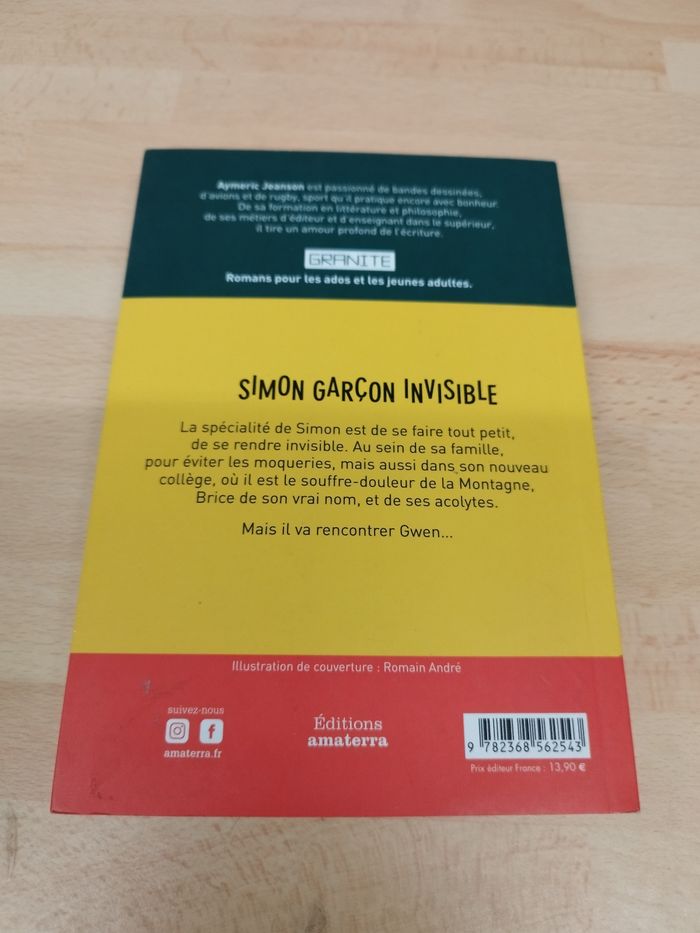 Aymeric Jeanson est passionné de bandes dessinées,
d'avions et de rugby, sport qu'il pratique encore avec bonheur.
De sa formation en littérature et philosophie,
de ses métiers d'éditeur et d'enseignant dans le supérieur,
il tire un amour profond de l'écriture.
GRANITE
Romans pour les ados et les jeunes adultes.
SIMON GARÇON INVISIBLE
La spécialité de Simon est de se faire tout petit,
de se rendre invisible. Au sein de sa famille,
pour éviter les moqueries, mais aussi dans son nouveau
collège, où il est le souffre-douleur de la Montagne,
Brice de son vrai nom, et de ses acolytes.
Mais il va rencontrer Gwen...
Illustration de couverture : Romain André
suivez-nous
amaterra.fr
Éditions
amaterra
9 782368 562543
Prix éditeur France : 13,90 €